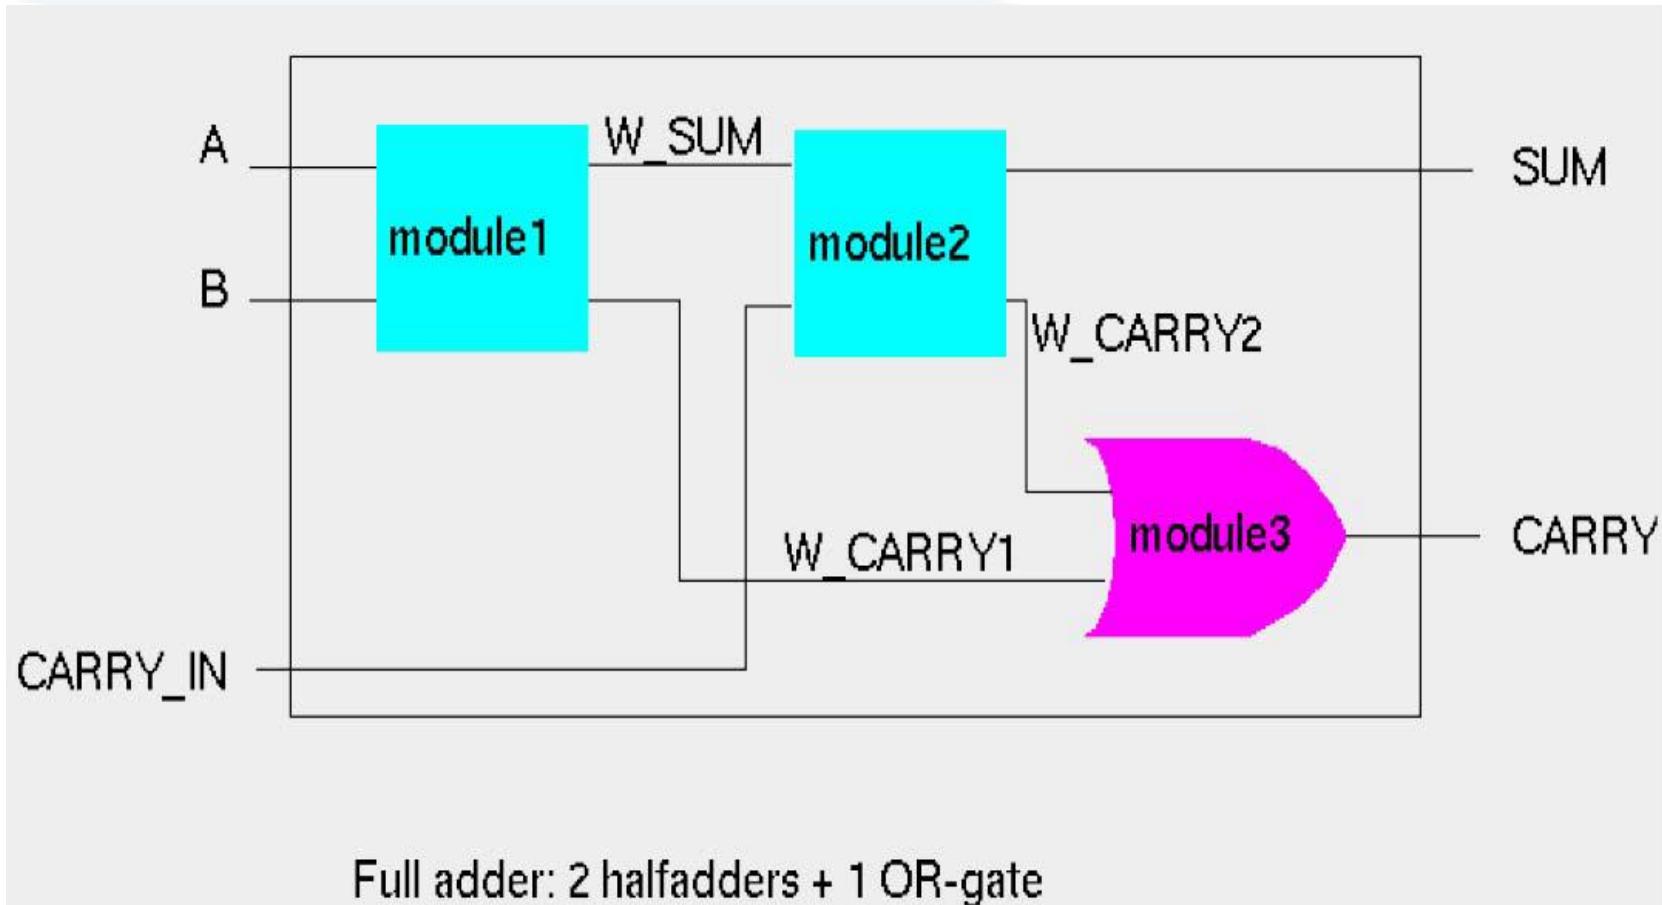 A
W_SUM
SUM
module1
module2
B
W_CARRY2
module3
CARRY
W_CARRY1
CARRY_IN
Full adder: 2 halfadders + 1 OR-gate